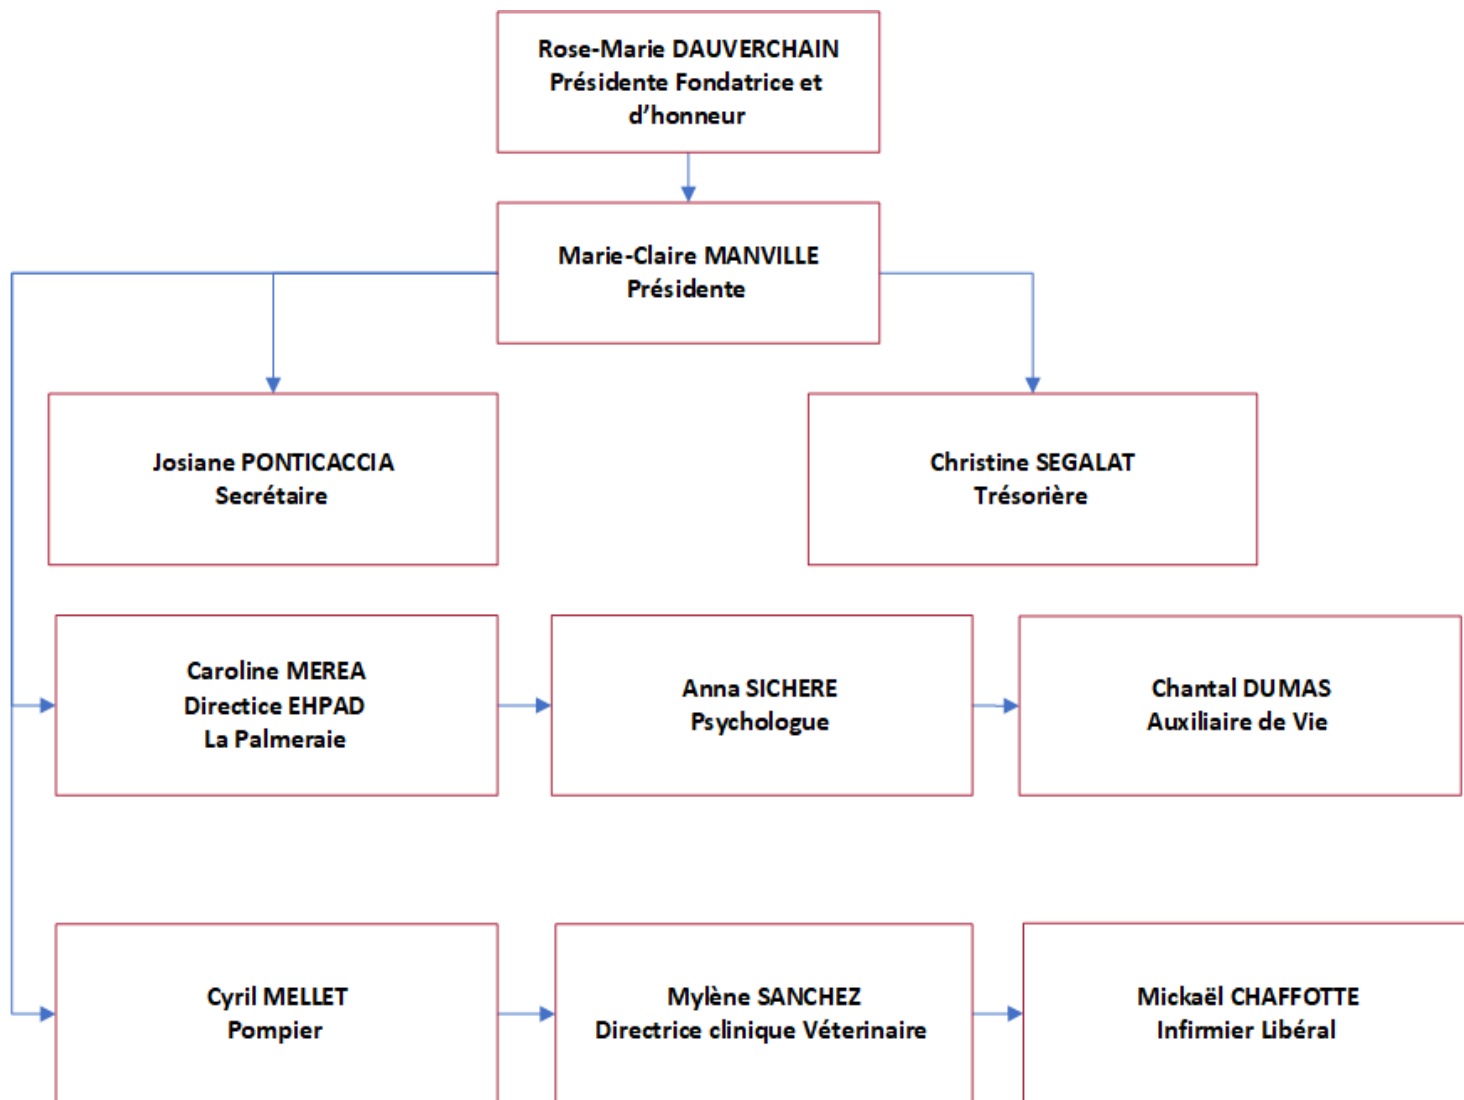 Rose-Marie DAUVERCHAIN
Présidente Fondatrice et
d’honneur
Marie-Claire MANVILLE
Présidente
Josiane PONTICACCIA
Secrétaire
Christine SEGALAT
Trésorière
Caroline MEREA
Directice EHPAD
La Palmeraie
Anna SICHERE
Psychologue
Chantal DUMAS
Auxiliaire de Vie
Cyril MELLET
Pompier
Mylène SANCHEZ
Directrice clinique Véterinaire
Mickaël CHAFFOTTE
Infirmier Libéral